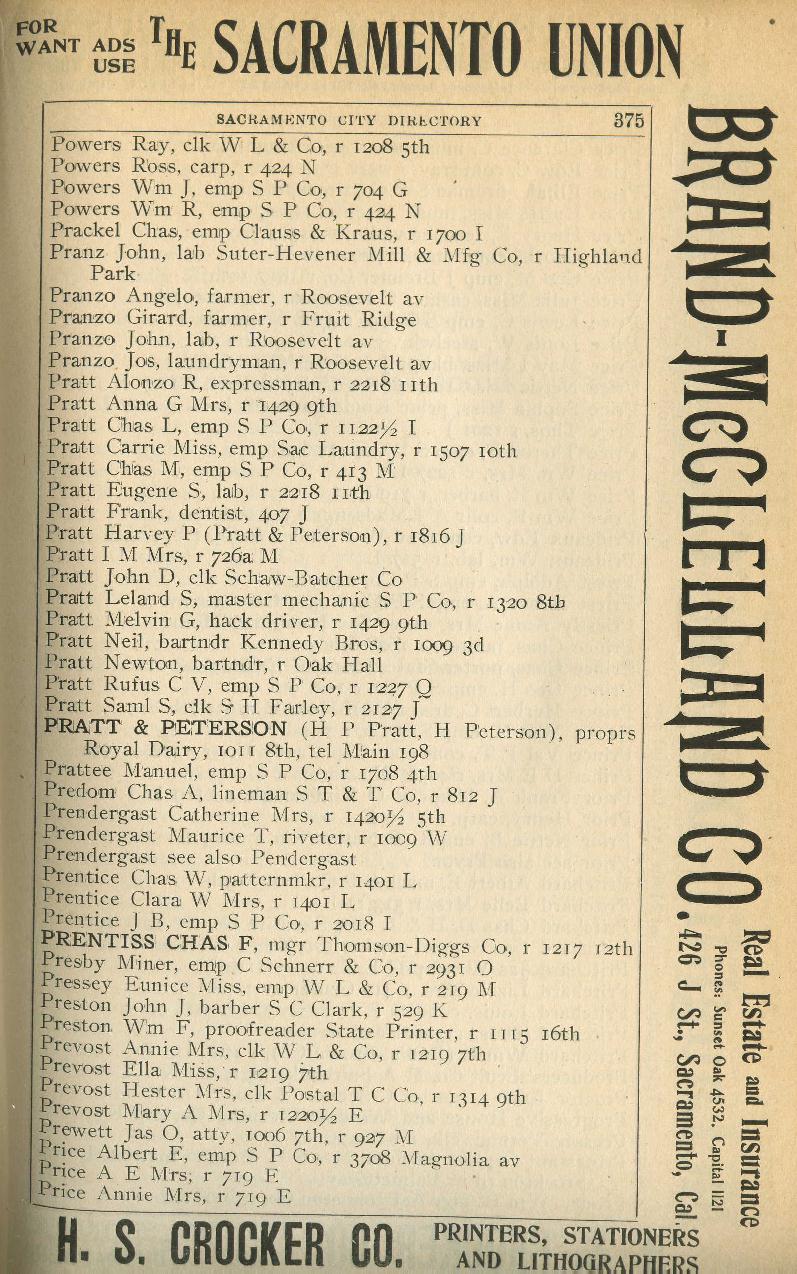 FOR
WANT ADS
USE
THE SACRAMENTO UNION
SACRAMENTO CITY DIRECTORY 375
Powers Ray, clk W L & Co, r 1208 5th
Powers Ross, carp, r 424 N
Powers Wm J, emp S P Co, r 704 G
Powers Wm R, emp S P Co, r 424 N
Prackel Chas, emp Clauss & Kraus, r 1700 I
Pranz John, lab Suter-Hevener Mill & Mfg Co, r Highland
Park
Pranzo Angelo, farmer, r Roosevelt av
Pranzo Girard, farmer, r Fruit Ridge
Pranzo John, lab, r Roosevelt av
Pranzo Jos, laundryman, r Roosevelt av
Pratt Alonzo R, expressman, r 2218 11th
Pratt Anna G Mrs, r 1429 9th
Pratt Chas L, emp S P Co, r 1122½ I
Pratt Carrie Miss, emp Sac Laundry, r 1507 10th
Pratt Chas M, emp S P Co, r 413 M
Pratt Eugene S, lab, r 2218 11th
Pratt Frank, dentist, 407 J
Pratt Harvey P (Pratt & Peterson), r 1816 J
Pratt I M Mrs, r 726a M
Pratt John D, clk Schaw-Batcher Co
Pratt Leland S, master mechanic S P Co, r 1320 8th
Pratt Melvin G, hack driver, r 1429 9th
Pratt Neil, bartndr Kennedy Bros, r 1009 3d
Pratt Newton, bartndr, r Oak Hall
Pratt Rufus C V, emp S P Co, r 1227 Q
Pratt Saml S, clk S H Farley, r 2127 J
PRATT & PETERSON (H P Pratt, H Peterson), proprs
Royal Dairy, 1011 8th, tel Main 198
Prattee Manuel, emp S P Co, r 1708 4th
Predom Chas A, lineman S T & T Co, r 812 J
Prendergast Catherine Mrs, r 1420½ 5th
Prendergast Maurice T, riveter, r 1009 W
Prendergast see also Pendergast
Prentice Chas W, patternmkr, r 1401 L
Prentice Clara W Mrs, r 1401 L
Prentice J B, emp S P Co, r 2018 I
PRENTISS CHAS F, mgr Thomson-Diggs Co, r 1217 12th
Presby Miner, emp C Schnerr & Co, r 2931 O
Pressey Eunice Miss, emp W L & Co, r 219 M
Preston John J, barber S C Clark, r 529 K
Preston Wm F, proofreader State Printer, r 1115 16th
Prevost Annie Mrs, clk W L & Co, r 1219 7th
Prevost Ella Miss, r 1219 7th
Prevost Hester Mrs, clk Postal T C Co, r 1314 9th
Prevost Mary A Mrs, r 1220½ E
Prewett Jas O, atty, 1006 7th, r 927 M
Price Albert E, emp S P Co, r 3708 Magnolia av
Price A E Mrs, r 719 E
Price Annie Mrs, r 719 E
BRAND-McCLELLAND CO.
Real Estate and Insurance
Phones: Sunset Oak 4532. Capital 1121
426 J St., Sacramento, Cal.
H. S. CROCKER CO.
PRINTERS, STATIONERS
AND LITHOGRAPHERS